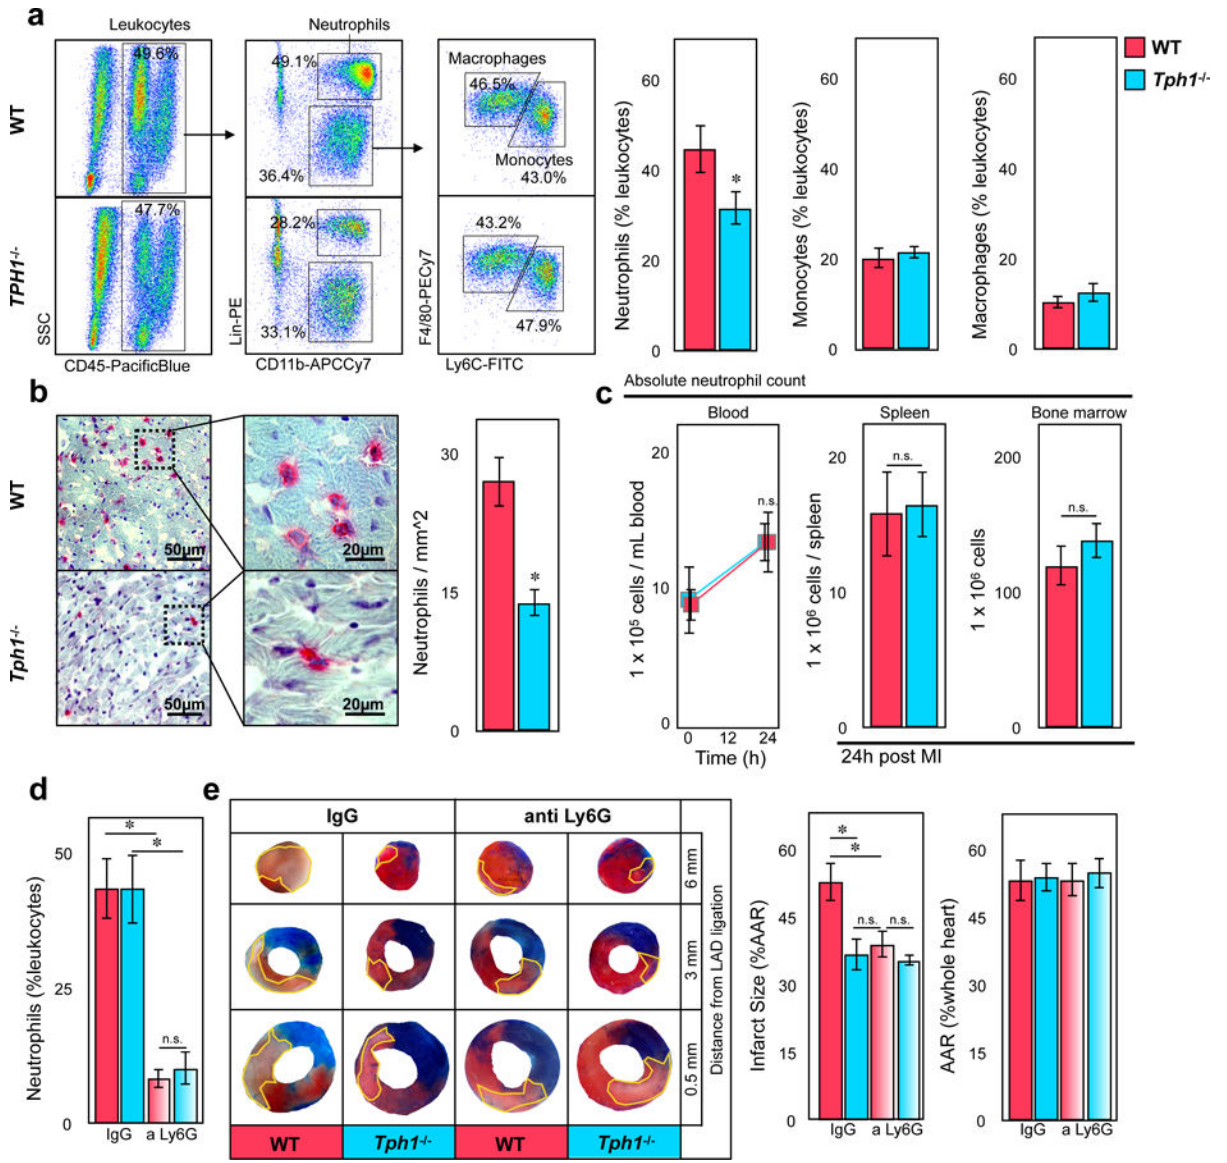 a
Leukocytes
Neutrophils
49.6%
49.1%
36.4%
Macrophages
46.5%
Monocytes
43.0%
WT
47.7%
28.2%
33.1%
43.2%
47.9%
TPH1-/-
SSC
CD45-PacificBlue
Lin-PE
CD11b-APCCy7
F4/80-PECy7
Ly6C-FITC
Neutrophils (% leukocytes)
60
40
20
0
*
Monocytes (% leukocytes)
60
40
20
0
Macrophages (% leukocytes)
60
40
20
0
WT
Tph1-/-
b
WT
50µm
20µm
Tph1-/-
50µm
20µm
Neutrophils / mm^2
30
15
0
*
c
Absolute neutrophil count
Blood
1 x 10⁵ cells / mL blood
20
10
0
n.s.
0 12 24
Time (h)
Spleen
1 x 10⁶ cells / spleen
20
10
0
n.s.
Bone marrow
1 x 10⁶ cells
200
100
0
n.s.
24h post MI
d
Neutrophils (%leukocytes)
50
25
0
*
*
n.s.
IgG a Ly6G
e
IgG
anti Ly6G
6 mm
3 mm
0.5 mm
Distance from LAD ligation
WT
Tph1-/-
WT
Tph1-/-
Infarct Size (%AAR)
60
45
30
15
0
*
*
n.s. n.s.
IgG a Ly6G
AAR (%whole heart)
60
45
30
15
0
IgG a Ly6G